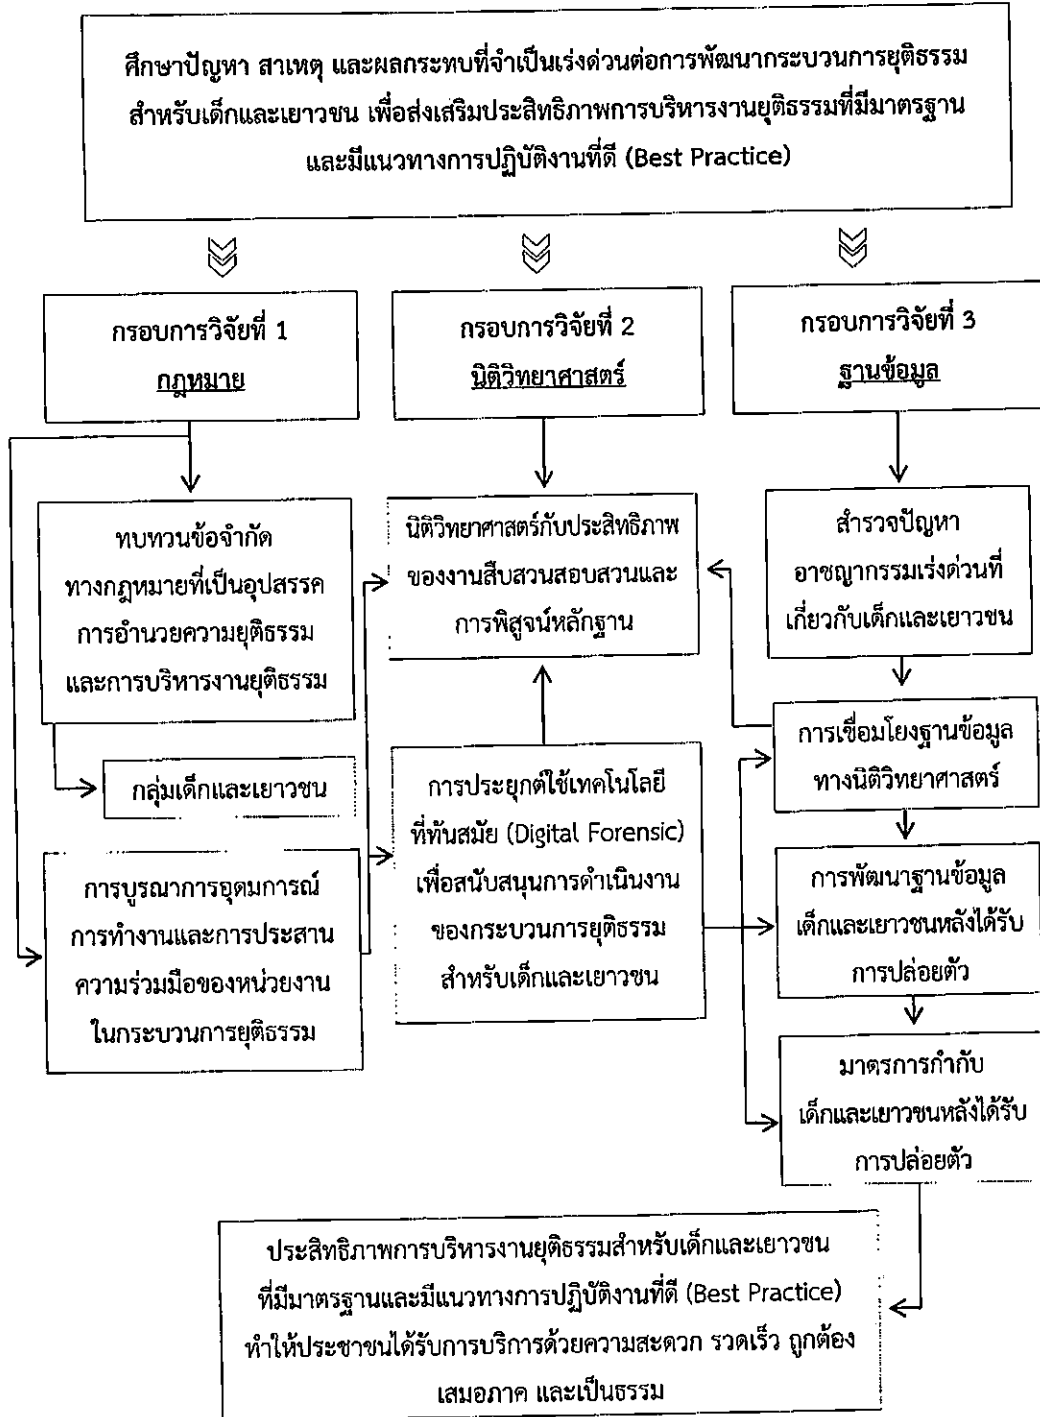 ศึกษาปัญหา สาเหตุ และผลกระทบที่จำเป็นเร่งด่วนต่อการพัฒนากระบวนการยุติธรรม
สำหรับเด็กและเยาวชน เพื่อส่งเสริมประสิทธิภาพการบริหารงานยุติธรรมที่มีมาตรฐาน
และมีแนวทางการปฏิบัติงานที่ดี (Best Practice)
กรอบการวิจัยที่ 1
กฎหมาย
กรอบการวิจัยที่ 2
นิติวิทยาศาสตร์
กรอบการวิจัยที่ 3
ฐานข้อมูล
ทบทวนข้อจำกัด
ทางกฎหมายที่เป็นอุปสรรค
การอำนวยความยุติธรรม
และการบริหารงานยุติธรรม
กลุ่มเด็กและเยาวชน
การบูรณาการอุดมการณ์
การทำงานและการประสาน
ความร่วมมือของหน่วยงาน
ในกระบวนการยุติธรรม
นิติวิทยาศาสตร์กับประสิทธิภาพ
ของงานสืบสวนสอบสวนและ
การพิสูจน์หลักฐาน
การประยุกต์ใช้เทคโนโลยี
ที่ทันสมัย (Digital Forensic)
เพื่อสนับสนุนการดำเนินงาน
ของกระบวนการยุติธรรม
สำหรับเด็กและเยาวชน
สำรวจปัญหา
อาชญากรรมเร่งด่วนที่
เกี่ยวกับเด็กและเยาวชน
การเชื่อมโยงฐานข้อมูล
ทางนิติวิทยาศาสตร์
การพัฒนาฐานข้อมูล
เด็กและเยาวชนหลังได้รับ
การปล่อยตัว
มาตรการกำกับ
เด็กและเยาวชนหลังได้รับ
การปล่อยตัว
ประสิทธิภาพการบริหารงานยุติธรรมสำหรับเด็กและเยาวชน
ที่มีมาตรฐานและมีแนวทางการปฏิบัติงานที่ดี (Best Practice)
ทำให้ประชาชนได้รับการบริการด้วยความสะดวก รวดเร็ว ถูกต้อง
เสมอภาค และเป็นธรรม